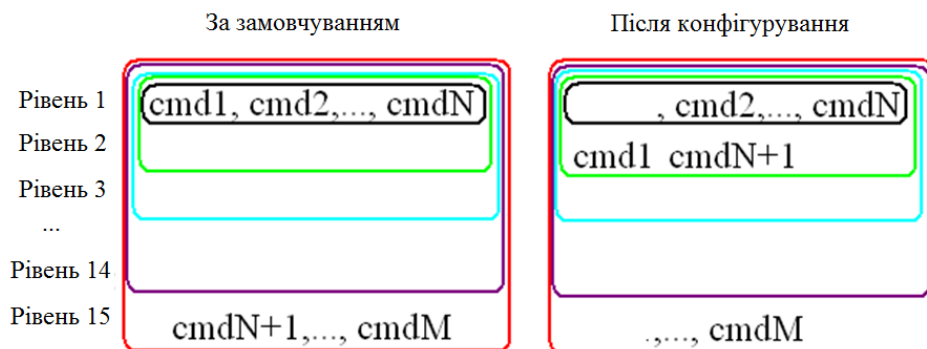 За замовчуванням Після конфігурування
Рівень 1 cmd1, cmd2,..., cmdN , cmd2,..., cmdN
Рівень 2 cmd1 cmdN+1
Рівень 3
...
Рівень 14
Рівень 15 cmdN+1,..., cmdM .,..., cmdM